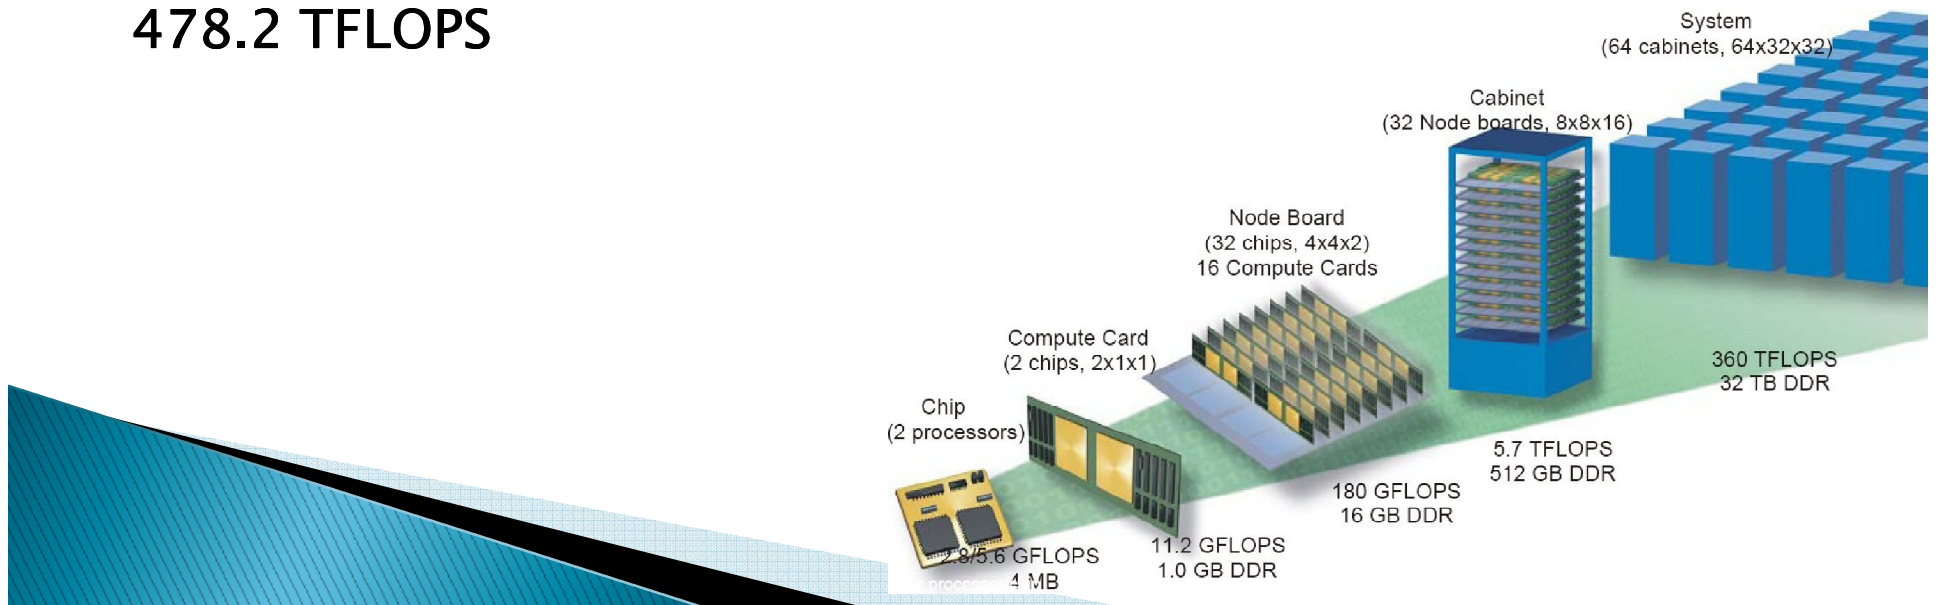 478.2 TFLOPS
System
(64 cabinets, 64x32x32)
Cabinet
(32 Node boards, 8x8x16)
Node Board
(32 chips, 4x4x2)
16 Compute Cards
Compute Card
(2 chips, 2x1x1)
Chip
(2 processors)
360 TFLOPS
32 TB DDR
5.7 TFLOPS
512 GB DDR
180 GFLOPS
16 GB DDR
11.2 GFLOPS
1.0 GB DDR
2.8/5.6 GFLOPS
4 MB